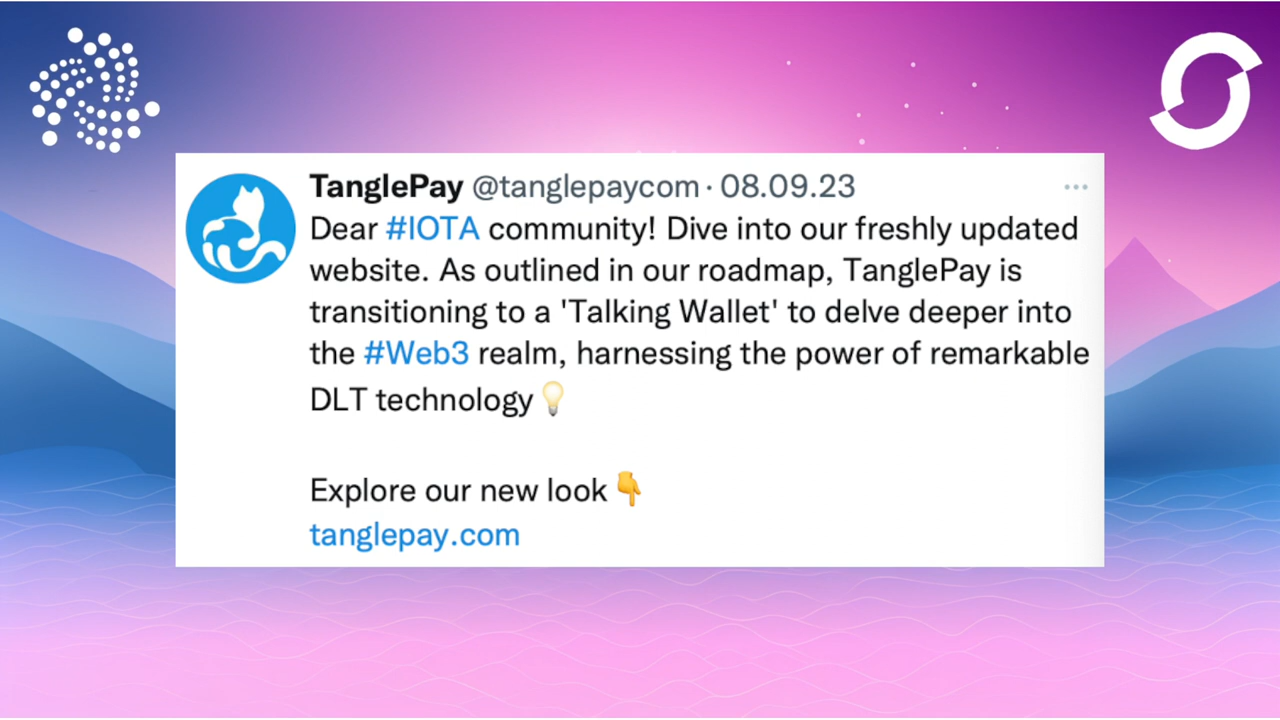 TanglePay @tanglepaycom · 08.09.23 ...
Dear #IOTA community! Dive into our freshly updated
website. As outlined in our roadmap, TanglePay is
transitioning to a 'Talking Wallet' to delve deeper into
the #Web3 realm, harnessing the power of remarkable
DLT technology💡
Explore our new look👇
tanglepay.com